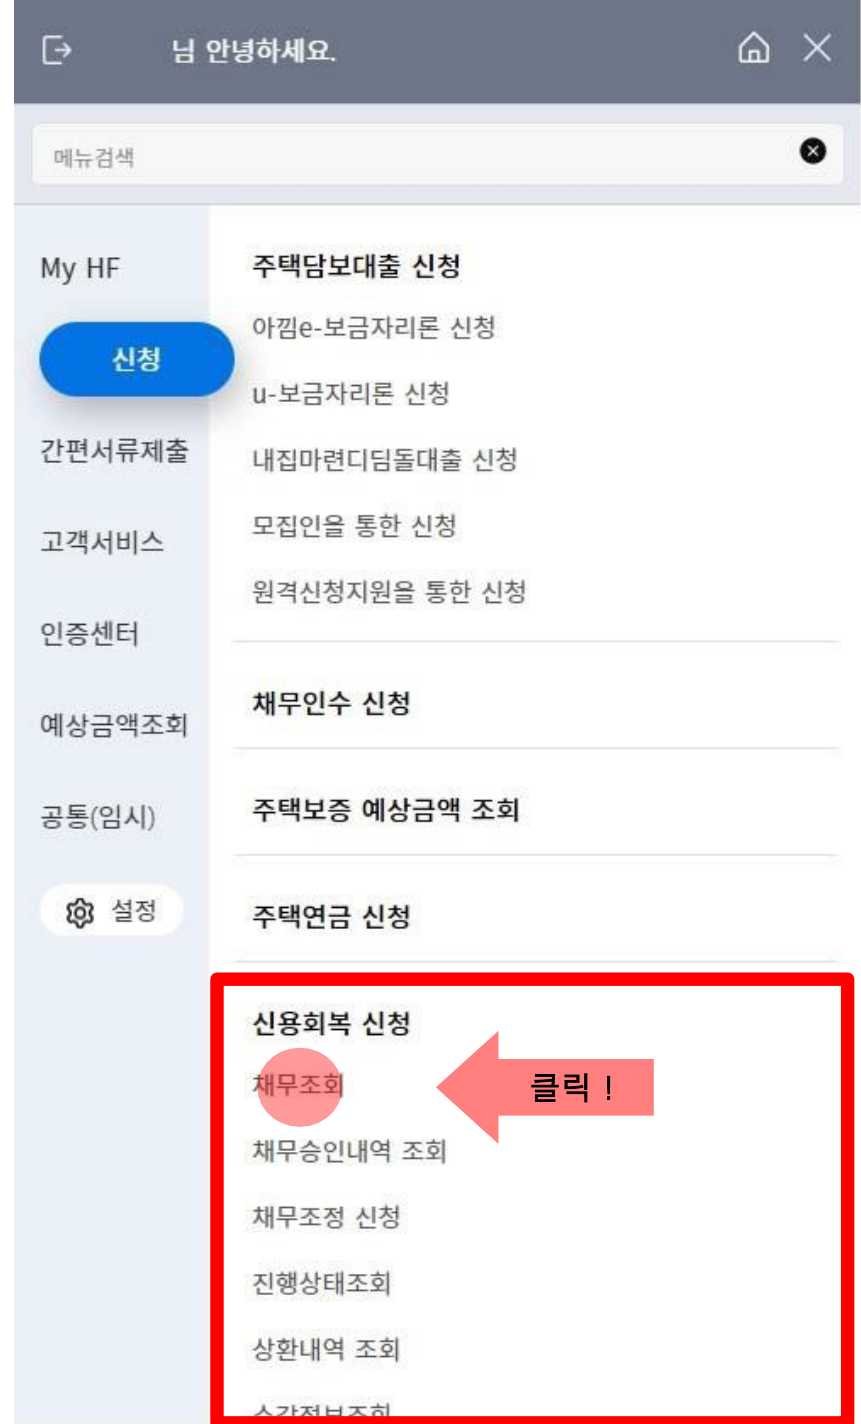 님 안녕하세요.
메뉴검색
My HF
신청
간편서류제출
고객서비스
인증센터
예상금액조회
공통(임시)
설정
주택담보대출 신청
아낌e-보금자리론 신청
u-보금자리론 신청
내집마련디딤돌대출 신청
모집인을 통한 신청
원격신청지원을 통한 신청
채무인수 신청
주택보증 예상금액 조회
주택연금 신청
신용회복 신청
채무조회
클릭 !
채무승인내역 조회
채무조정 신청
진행상태조회
상환내역 조회